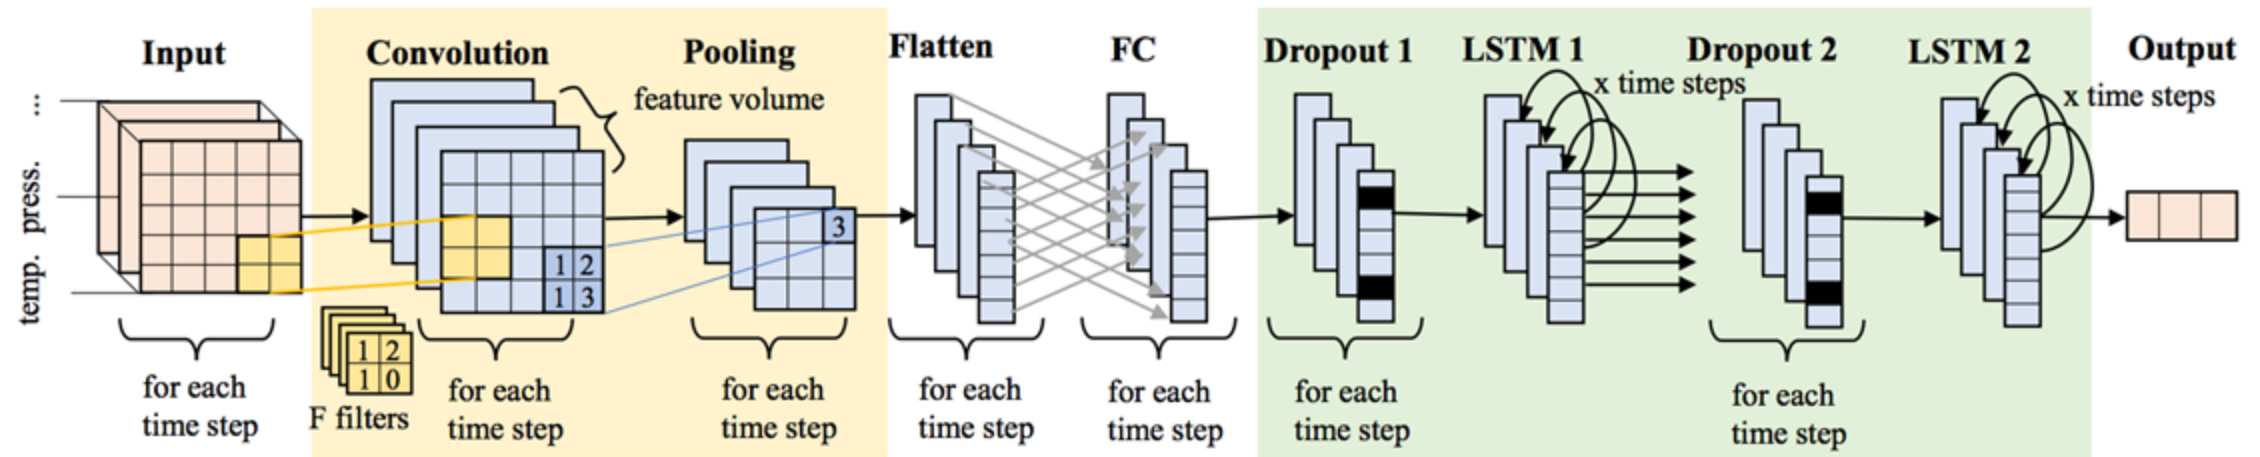 Input
Convolution
Pooling
Flatten
FC
Dropout 1
LSTM 1
Dropout 2
LSTM 2
Output
...
press.
temp.
feature volume
x time steps
x time steps
3
1 2
1 3
1 2
1 0
F filters
for each
time step
for each
time step
for each
time step
for each
time step
for each
time step
for each
time step
for each
time step